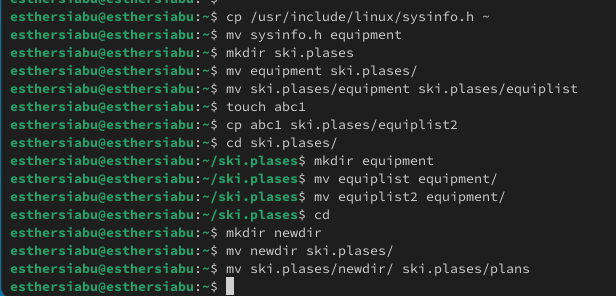 esthersiabu@esthersiabu:~$ cp /usr/include/linux/sysinfo.h ~
esthersiabu@esthersiabu:~$ mv sysinfo.h equipment
esthersiabu@esthersiabu:~$ mkdir ski.plases
esthersiabu@esthersiabu:~$ mv equipment ski.plases/
esthersiabu@esthersiabu:~$ mv ski.plases/equipment ski.plases/equiplist
esthersiabu@esthersiabu:~$ touch abc1
esthersiabu@esthersiabu:~$ cp abc1 ski.plases/equiplist2
esthersiabu@esthersiabu:~$ cd ski.plases/
esthersiabu@esthersiabu:~/ski.plases$ mkdir equipment
esthersiabu@esthersiabu:~/ski.plases$ mv equiplist equipment/
esthersiabu@esthersiabu:~/ski.plases$ mv equiplist2 equipment/
esthersiabu@esthersiabu:~/ski.plases$ cd
esthersiabu@esthersiabu:~$ mkdir newdir
esthersiabu@esthersiabu:~$ mv newdir ski.plases/
esthersiabu@esthersiabu:~$ mv ski.plases/newdir/ ski.plases/plans
esthersiabu@esthersiabu:~$